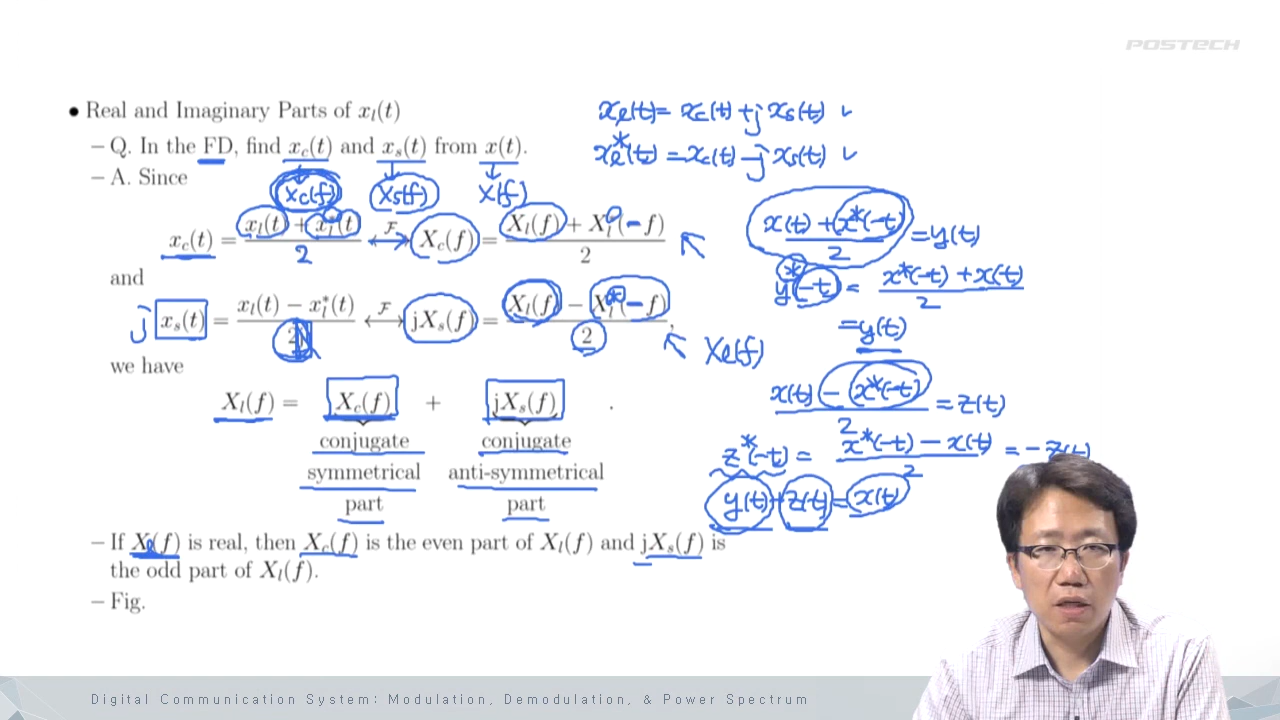 POSTECH
• Real and Imaginary Parts of x_l(t)
x_l(t) = x_c(t) + j x_s(t)
– Q. In the FD, find x_c(t) and x_s(t) from x(t).
x_l*(t) = x_c(t) – j x_s(t)
– A. Since
X_c(f) X_s(f) X(f)
x_c(t) = (x_l(t) + x_l*(t)) / 2 ⟷ℱ X_c(f) = (X_l(f) + X_l*(–f)) / 2
(x(t) + x*(–t)) / 2 = y(t)
and
y*(–t) = (x*(–t) + x(t)) / 2
j x_s(t) = (x_l(t) – x_l*(t)) / 2 ⟷ℱ jX_s(f) = (X_l(f) – X_l*(–f)) / 2,
= y(t)
X_l(f)
we have
(x(t) – x*(–t)) / 2 = z(t)
X_l(f) = X_c(f) + jX_s(f) .
z*(–t) = (x*(–t) – x(t)) / 2 = –z(t)
conjugate conjugate
symmetrical anti-symmetrical
part part
y(t) + z(t) = x(t)
– If X_l(f) is real, then X_c(f) is the even part of X_l(f) and jX_s(f) is
the odd part of X_l(f).
– Fig.
Digital Communication System: Modulation, Demodulation, & Power Spectrum